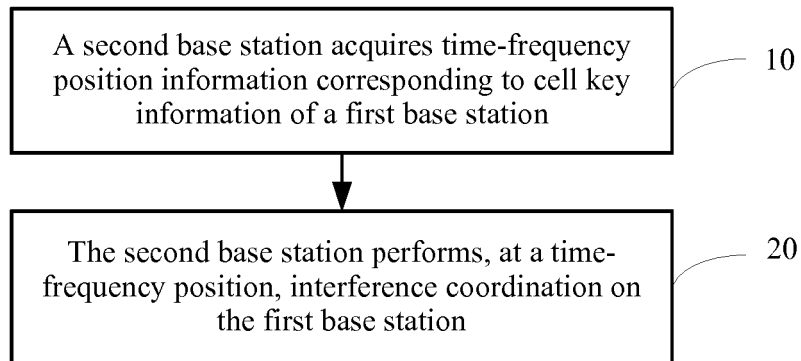 A second base station acquires time-frequency
position information corresponding to cell key
information of a first base station
10
The second base station performs, at a time-
frequency position, interference coordination on
the first base station
20